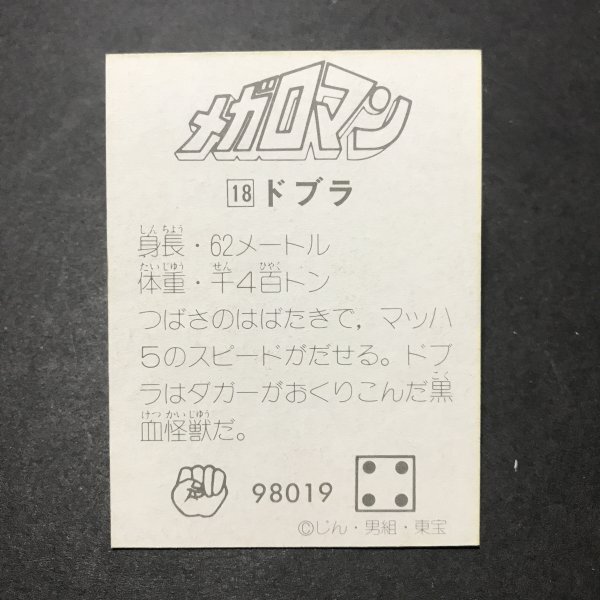 メガロマン
18 ドブラ
身長・62メートル
体重・千4百トン
つばさのはばたきで，マッハ
5のスピードがだせる。ドブ
ラはダガーがおくりこんだ黒
血怪獣だ。
98019
©じん・男組・東宝